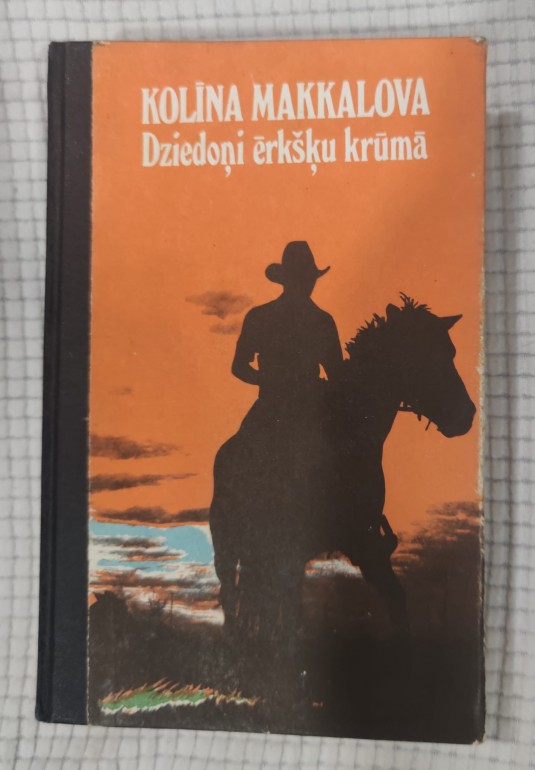 KOLĪNA MAKKALOVA
Dziedoņi ērkšķu krūmā